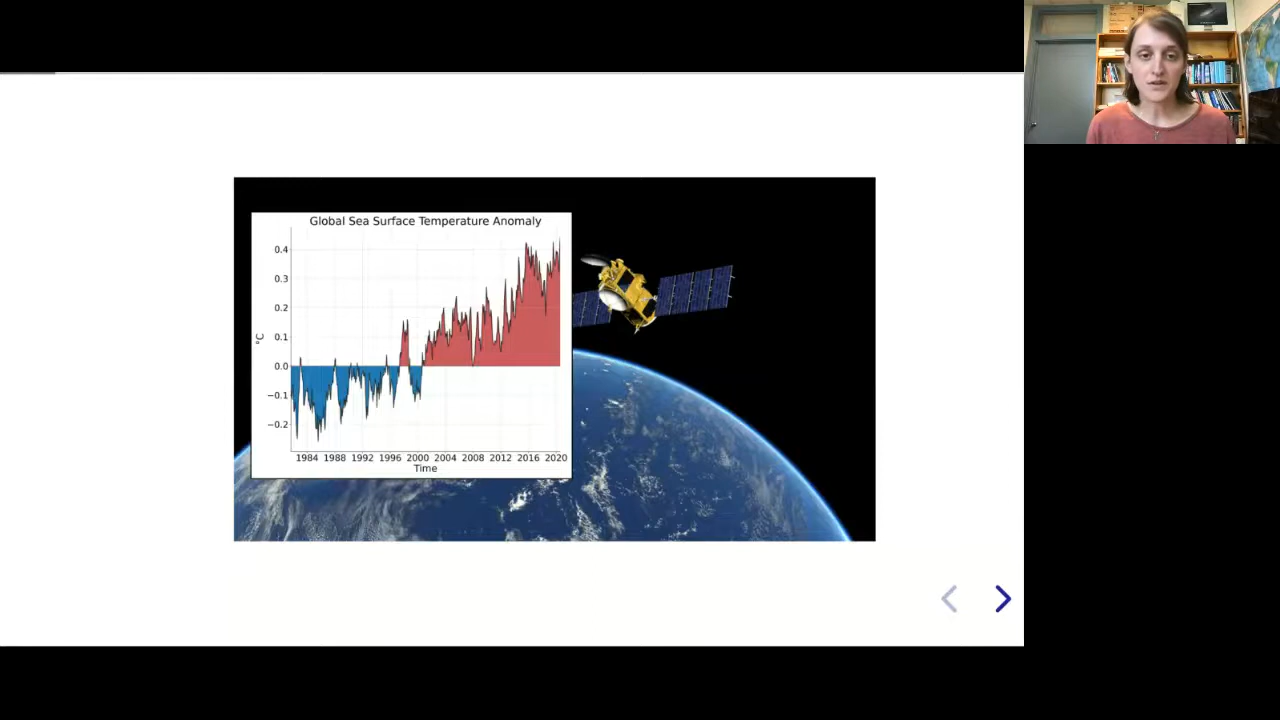 Global Sea Surface Temperature Anomaly
0.4
0.3
0.2
0.1
0.0
−0.1
−0.2
°C
1984 1988 1992 1996 2000 2004 2008 2012 2016 2020
Time